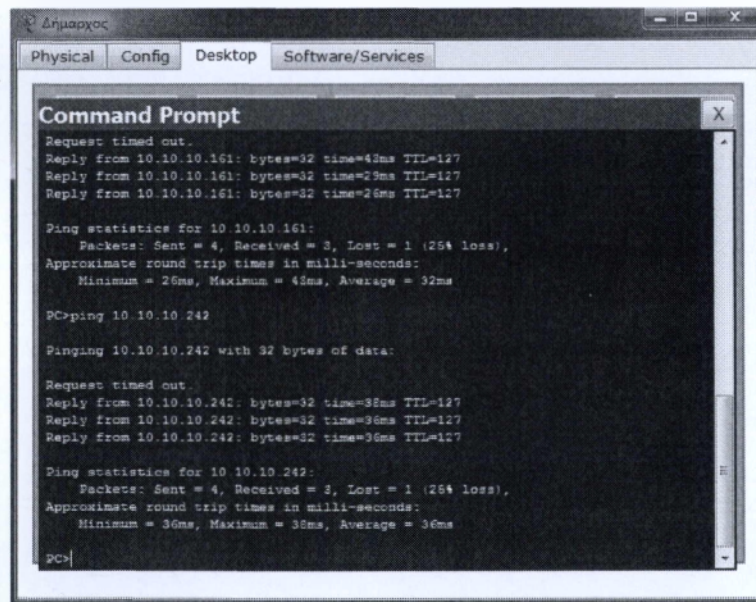 Δήμαρχος
Physical Config Desktop Software/Services
Command Prompt
X
Request timed out.
Reply from 10.10.10.161: bytes=32 time=42ms TTL=127
Reply from 10.10.10.161: bytes=32 time=29ms TTL=127
Reply from 10.10.10.161: bytes=32 time=26ms TTL=127
Ping statistics for 10.10.10.161:
Packets: Sent = 4, Received = 3, Lost = 1 (25% loss),
Approximate round trip times in milli-seconds:
Minimum = 26ms, Maximum = 42ms, Average = 32ms
PC>ping 10.10.10.242
Pinging 10.10.10.242 with 32 bytes of data:
Request timed out.
Reply from 10.10.10.242: bytes=32 time=38ms TTL=127
Reply from 10.10.10.242: bytes=32 time=36ms TTL=127
Reply from 10.10.10.242: bytes=32 time=36ms TTL=127
Ping statistics for 10.10.10.242:
Packets: Sent = 4, Received = 3, Lost = 1 (25% loss),
Approximate round trip times in milli-seconds:
Minimum = 36ms, Maximum = 38ms, Average = 36ms
PC>